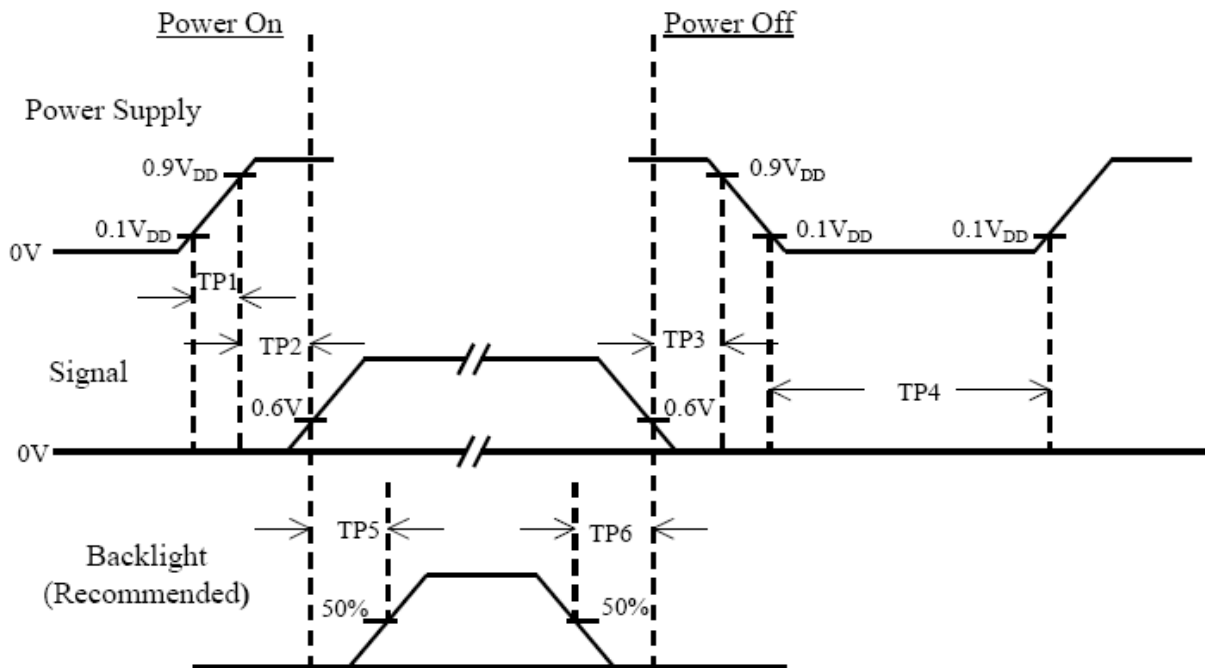 Power On
Power Off
Power Supply
0.9VDD
0.9VDD
0.1VDD
0.1VDD
0.1VDD
0V
TP1
TP2
TP3
Signal
TP4
0.6V
0.6V
0V
TP5
TP6
Backlight
(Recommended)
50%
50%